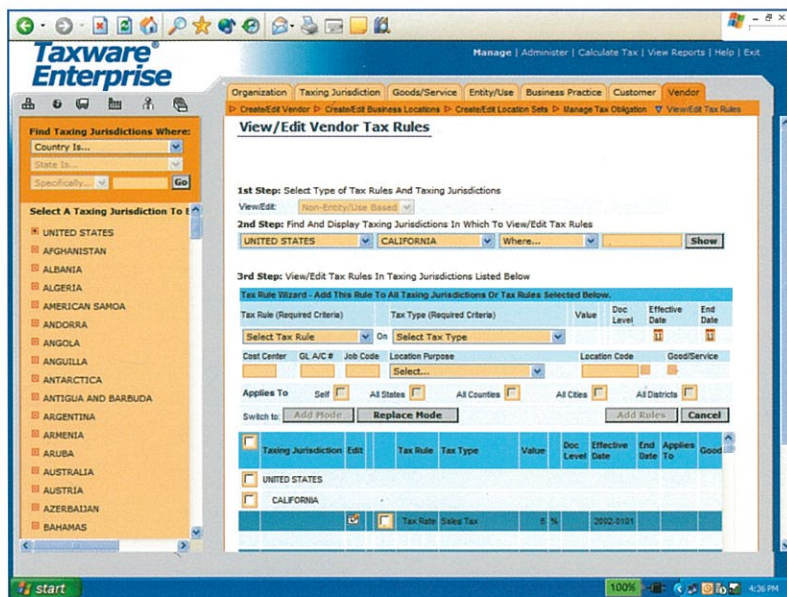 Taxware®
Enterprise
Manage | Administer | Calculate Tax | View Reports | Help | Exit
Organization Taxing Jurisdiction Goods/Service Entity/Use Business Practice Customer Vendor
Create/Edit Vendor Create/Edit Business Locations Create/Edit Location Sets Manage Tax Obligation View/Edit Tax Rules
Find Taxing Jurisdictions Where:
Country Is...
State Is...
Specifically... Go
Select A Taxing Jurisdiction To E
UNITED STATES
AFGHANISTAN
ALBANIA
ALGERIA
AMERICAN SAMOA
ANDORRA
ANGOLA
ANGUILLA
ANTARCTICA
ANTIGUA AND BARBUDA
ARGENTINA
ARMENIA
ARUBA
AUSTRALIA
AUSTRIA
AZERBAIJAN
BAHAMAS
View/Edit Vendor Tax Rules
1st Step: Select Type of Tax Rules And Taxing Jurisdictions
View/Edit: Non-Entity/Use Based
2nd Step: Find And Display Taxing Jurisdictions In Which To View/Edit Tax Rules
UNITED STATES CALIFORNIA Where... Show
3rd Step: View/Edit Tax Rules In Taxing Jurisdictions Listed Below
Tax Rule Wizard - Add This Rule To All Taxing Jurisdictions Or Tax Rules Selected Below.
Tax Rule (Required Criteria) Tax Type (Required Criteria) Value Doc Level Effective Date End Date
Select Tax Rule On Select Tax Type
Cost Center GL A/C # Job Code Location Purpose Location Code Good/Service
Select...
Applies To Self All States All Counties All Cities All Districts
Switch to: Add Mode Replace Mode Add Rules Cancel
Taxing Jurisdiction Edit Tax Rule Tax Type Value Doc Level Effective Date End Date Applies To Good
UNITED STATES
CALIFORNIA
Tax Rate Sales Tax 6 % 2002-0101
start 100% 4:36 PM